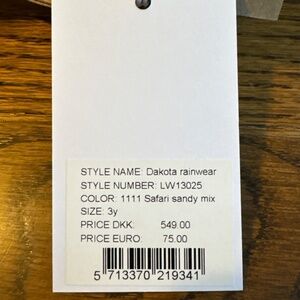 STYLE NAME: Dakota rainwear
STYLE NUMBER: LW13025
COLOR: 1111 Safari sandy mix
SIZE: 3y
PRICE DKK: 549.00
PRICE EURO: 75.00
5 713370 219341